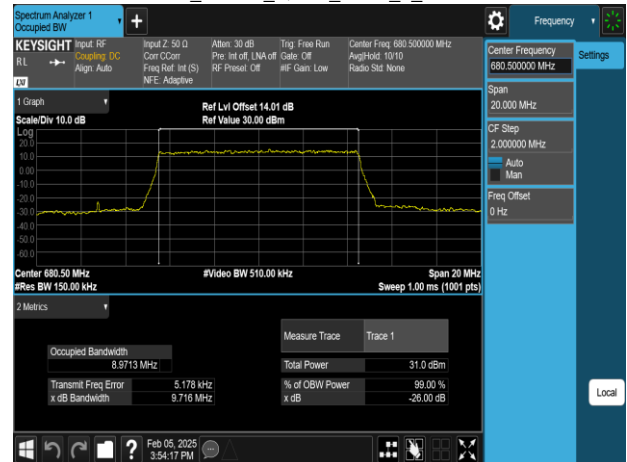 Spectrum Analyzer 1
Occupied BW
+
Frequency
KEYSIGHT
RL
LXI
Input: RF
Coupling: DC
Align: Auto
Input Z: 50 Ω
Corr CCorr
Freq Ref: Int (S)
NFE: Adaptive
Atten: 30 dB
Pre: Int off, LNA off
RF Preset: Off
Trig: Free Run
Gate: Off
#IF Gain: Low
Center Freq: 680.500000 MHz
Avg|Hold: 10/10
Radio Std: None
Center Frequency
680.500000 MHz
Settings
Span
20.000 MHz
CF Step
2.000000 MHz
Auto
Man
Freq Offset
0 Hz
Local
1 Graph
Scale/Div 10.0 dB
Ref Lvl Offset 14.01 dB
Ref Value 30.00 dBm
Log
20.0
10.0
0.00
-10.0
-20.0
-30.0
-40.0
-50.0
-60.0
Center 680.50 MHz
#Video BW 510.00 kHz
Span 20 MHz
#Res BW 150.00 kHz
Sweep 1.00 ms (1001 pts)
2 Metrics
Measure Trace
Trace 1
Occupied Bandwidth
8.9713 MHz
Total Power
31.0 dBm
Transmit Freq Error
5.178 kHz
% of OBW Power
99.00 %
x dB Bandwidth
9.716 MHz
x dB
-26.00 dB
?
Feb 05, 2025
3:54:17 PM